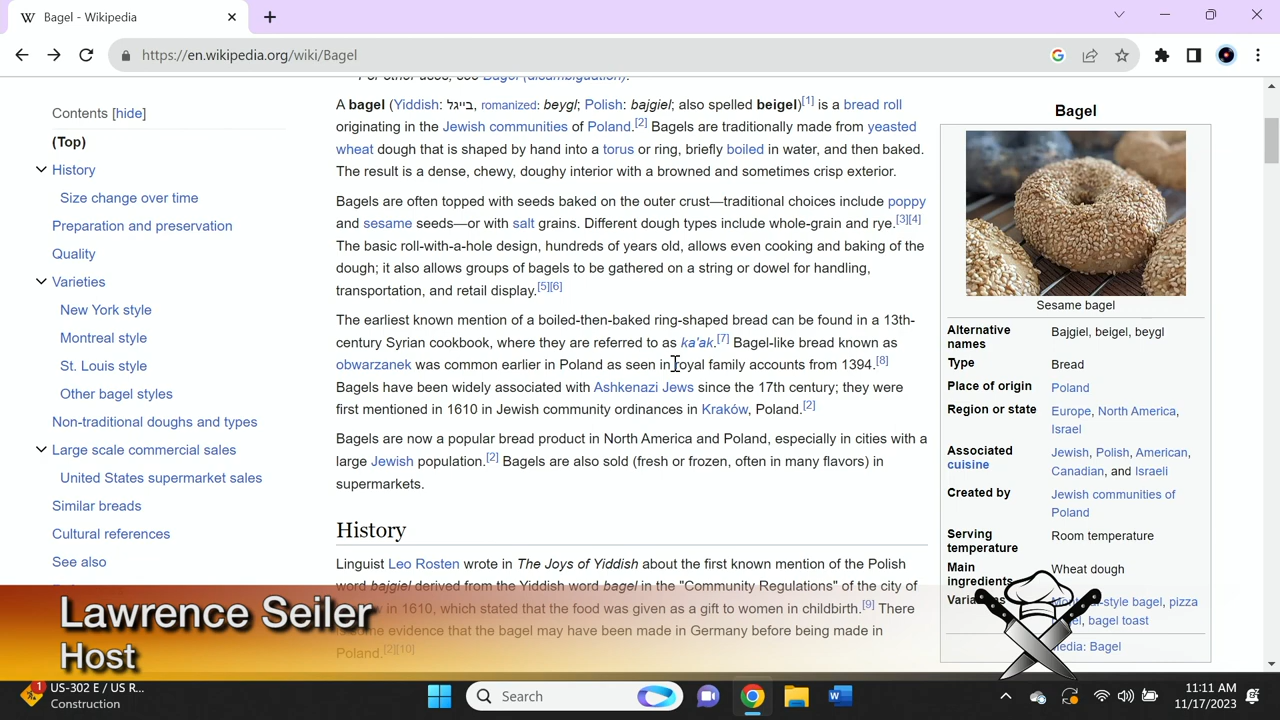 Bagel - Wikipedia
https://en.wikipedia.org/wiki/Bagel
Contents [hide]
(Top)
History
Size change over time
Preparation and preservation
Quality
Varieties
New York style
Montreal style
St. Louis style
Other bagel styles
Non-traditional doughs and types
Large scale commercial sales
United States supermarket sales
Similar breads
Cultural references
See also
For other uses, see Bagel (disambiguation).
A bagel (Yiddish: בייגל, romanized: beygl; Polish: bajgiel; also spelled beigel)[1] is a bread roll
originating in the Jewish communities of Poland.[2] Bagels are traditionally made from yeasted
wheat dough that is shaped by hand into a torus or ring, briefly boiled in water, and then baked.
The result is a dense, chewy, doughy interior with a browned and sometimes crisp exterior.
Bagels are often topped with seeds baked on the outer crust—traditional choices include poppy
and sesame seeds—or with salt grains. Different dough types include whole-grain and rye.[3][4]
The basic roll-with-a-hole design, hundreds of years old, allows even cooking and baking of the
dough; it also allows groups of bagels to be gathered on a string or dowel for handling,
transportation, and retail display.[5][6]
The earliest known mention of a boiled-then-baked ring-shaped bread can be found in a 13th-
century Syrian cookbook, where they are referred to as ka'ak.[7] Bagel-like bread known as
obwarzanek was common earlier in Poland as seen in royal family accounts from 1394.[8]
Bagels have been widely associated with Ashkenazi Jews since the 17th century; they were
first mentioned in 1610 in Jewish community ordinances in Kraków, Poland.[2]
Bagels are now a popular bread product in North America and Poland, especially in cities with a
large Jewish population.[2] Bagels are also sold (fresh or frozen, often in many flavors) in
supermarkets.
History
Linguist Leo Rosten wrote in The Joys of Yiddish about the first known mention of the Polish
word bajgiel derived from the Yiddish word bagel in the "Community Regulations" of the city of
in 1610, which stated that the food was given as a gift to women in childbirth.[9] There
evidence that the bagel may have been made in Germany before being made in
Poland.[2][10]
Bagel
Sesame bagel
Alternative names Bajgiel, beigel, beygl
Type Bread
Place of origin Poland
Region or state Europe, North America,
Israel
Associated cuisine Jewish, Polish, American,
Canadian, and Israeli
Created by Jewish communities of
Poland
Serving temperature Room temperature
Main ingredients Wheat dough
-style bagel, pizza
bagel toast
Media: Bagel
Lawrence Seiler
Host
1
US-302 E / US R...
Construction
Search
11:11 AM
11/17/2023